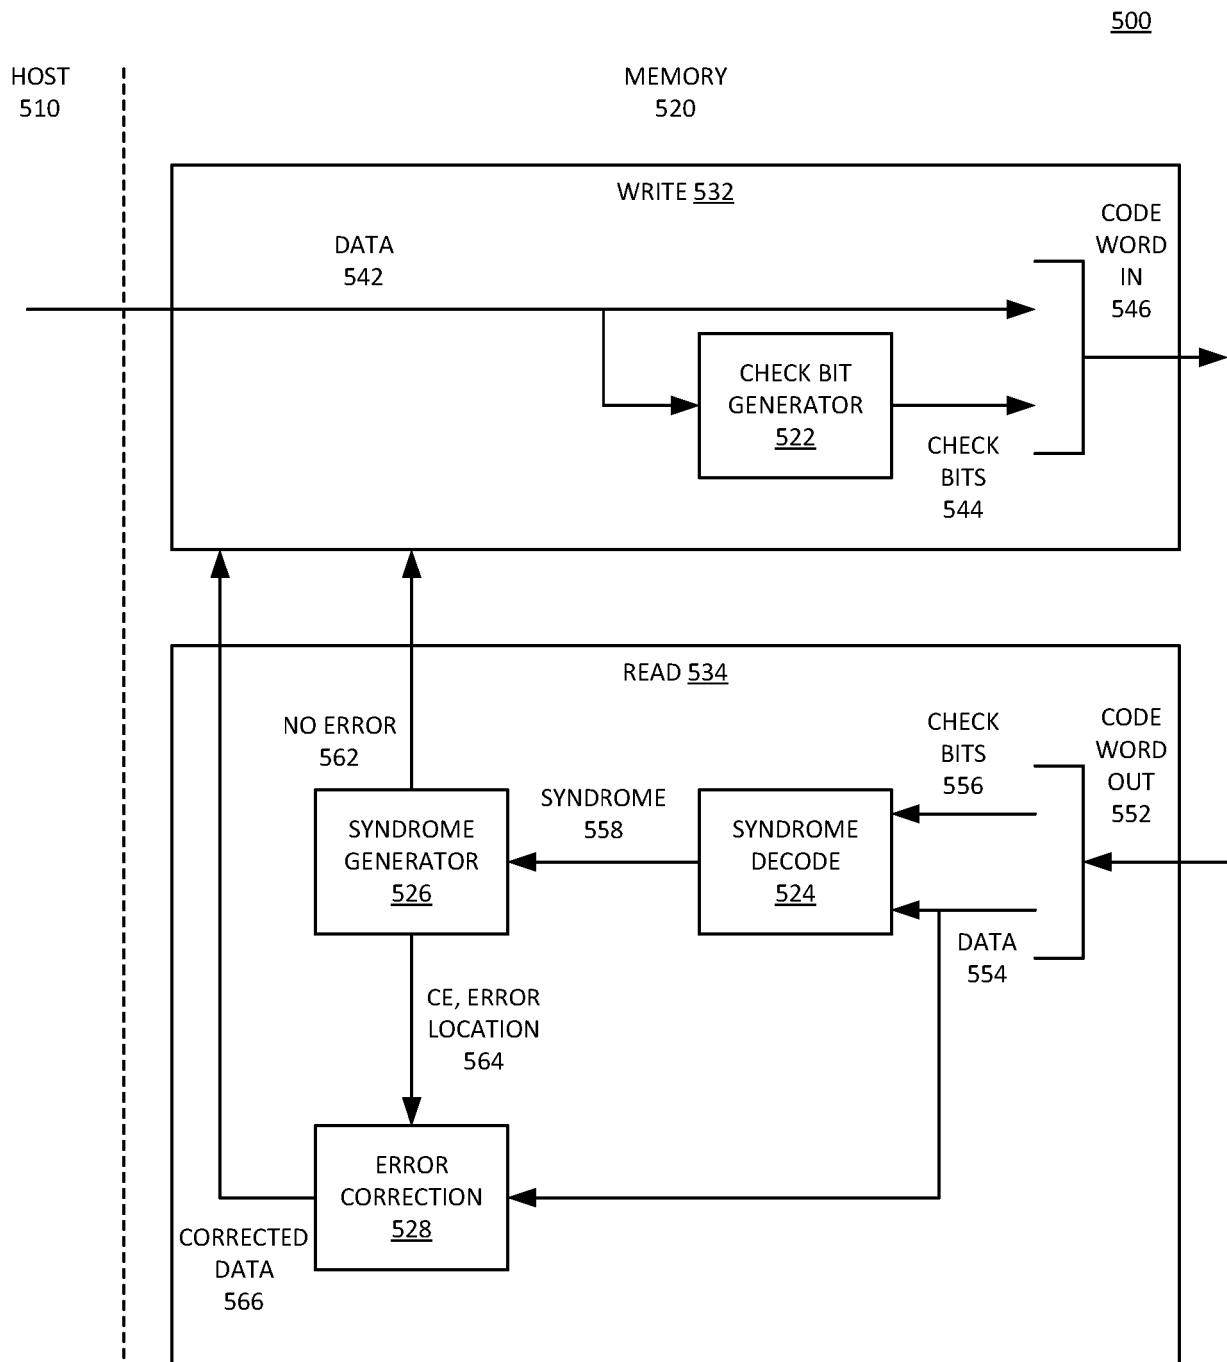 500
HOST
510
MEMORY
520
WRITE 532
DATA
542
CODE
WORD
IN
546
CHECK BIT
GENERATOR
522
CHECK
BITS
544
READ 534
NO ERROR
562
SYNDROME
558
CHECK
BITS
556
CODE
WORD
OUT
552
SYNDROME
GENERATOR
526
SYNDROME
DECODE
524
DATA
554
CE, ERROR
LOCATION
564
ERROR
CORRECTION
528
CORRECTED
DATA
566